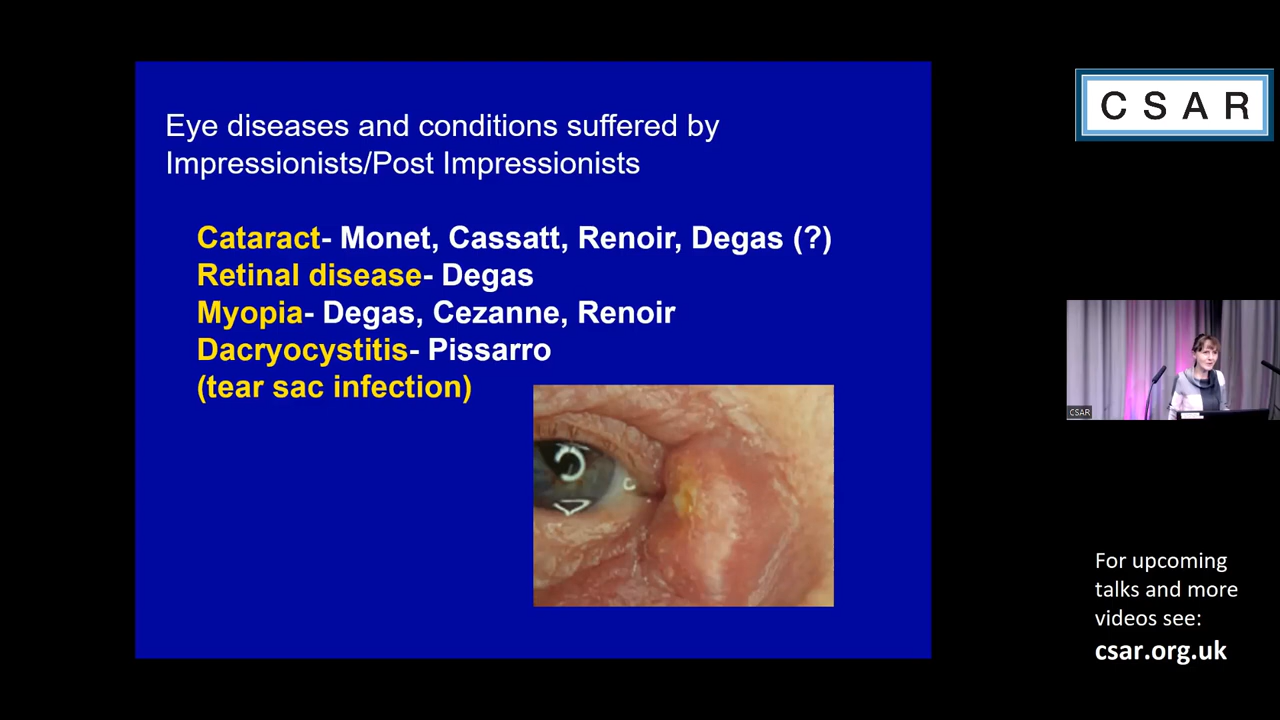 Eye diseases and conditions suffered by
Impressionists/Post Impressionists
Cataract- Monet, Cassatt, Renoir, Degas (?)
Retinal disease- Degas
Myopia- Degas, Cezanne, Renoir
Dacryocystitis- Pissarro
(tear sac infection)
CSAR
CSAR
For upcoming
talks and more
videos see:
csar.org.uk